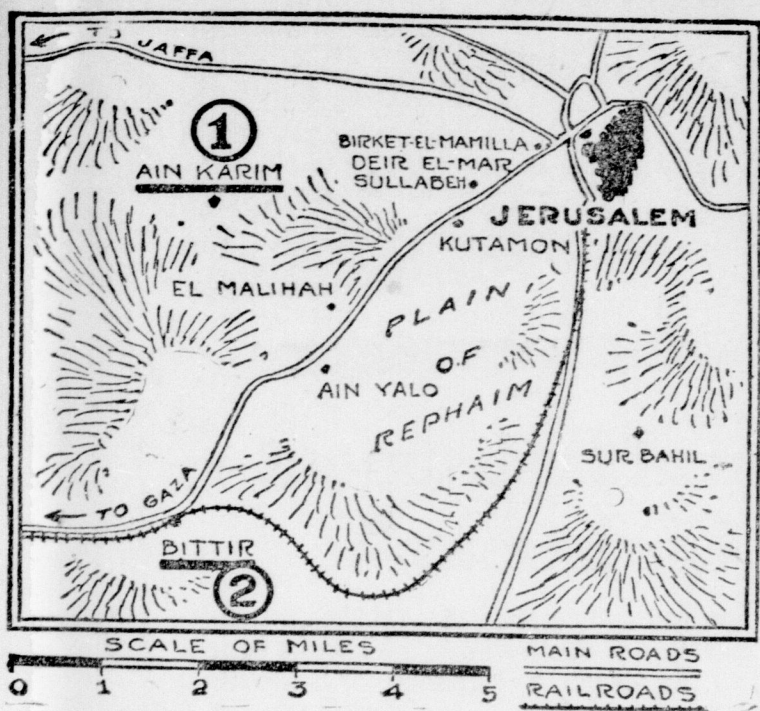 ← TO JAFFA
1
AIN KARIM
BIRKET-EL-MAMILLA
DEIR EL-MAR
SULLABEH
JERUSALEM
KUTAMON
EL MALIHAH
PLAIN
OF
REPHAIM
AIN YALO
SUR BAHIL
← TO GAZA
BITTIR
2
SCALE OF MILES
0 1 2 3 4 5
MAIN ROADS
RAILROADS